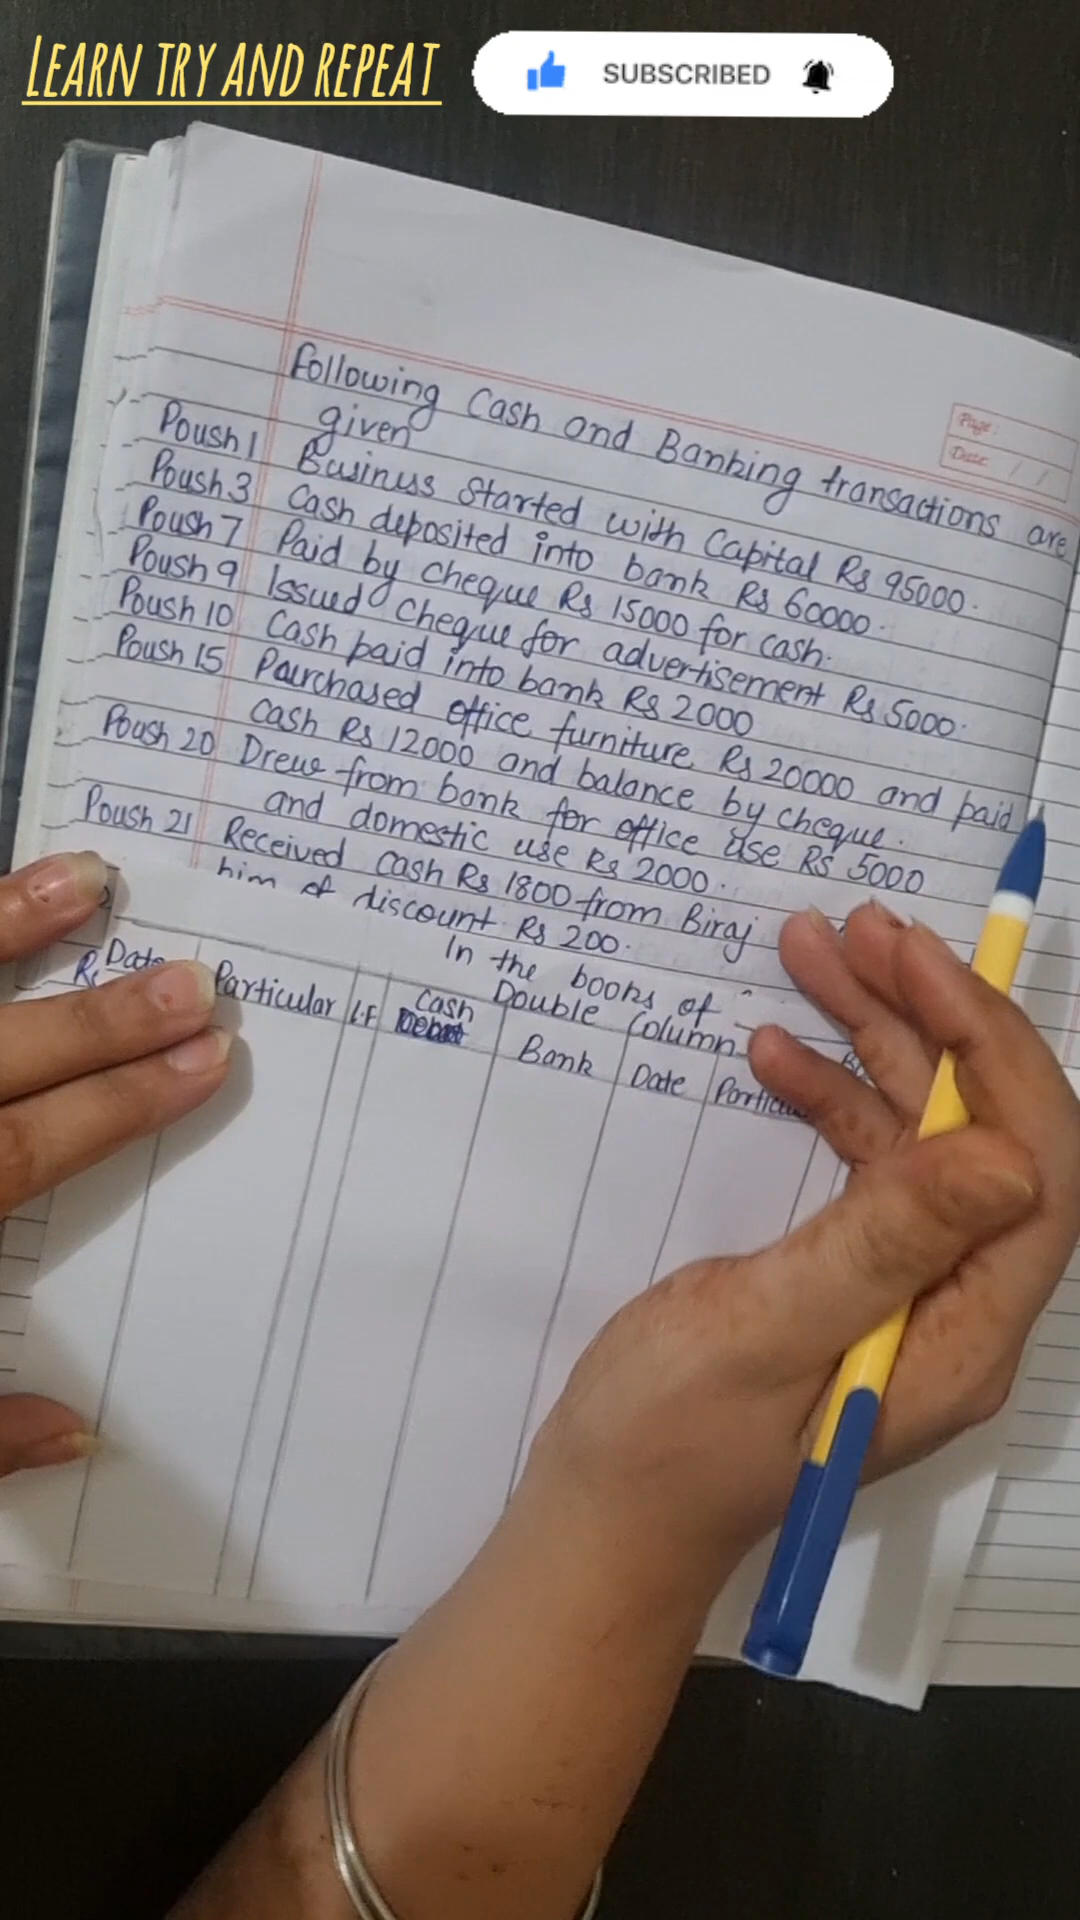 LEARN TRY AND REPEAT
SUBSCRIBED
Page:
Date: / /
Following Cash and Banking transactions are
given
Poush 1 Business Started with Capital Rs 95000.
Poush 3 Cash deposited into bank Rs 60000.
Poush 7 Paid by cheque Rs 15000 for cash.
Poush 9 Issued cheque for advertisement Rs 5000.
Poush 10 Cash paid into bank Rs 2000
Poush 15 Purchased office furniture Rs 20000 and paid
cash Rs 12000 and balance by cheque.
Poush 20 Drew from bank for office use Rs 5000
and domestic use Rs 2000.
Poush 21 Received cash Rs 1800 from Biraj
him of discount Rs 200.
In the books of
Double Column
Date Particular L.F Cash Bank Date